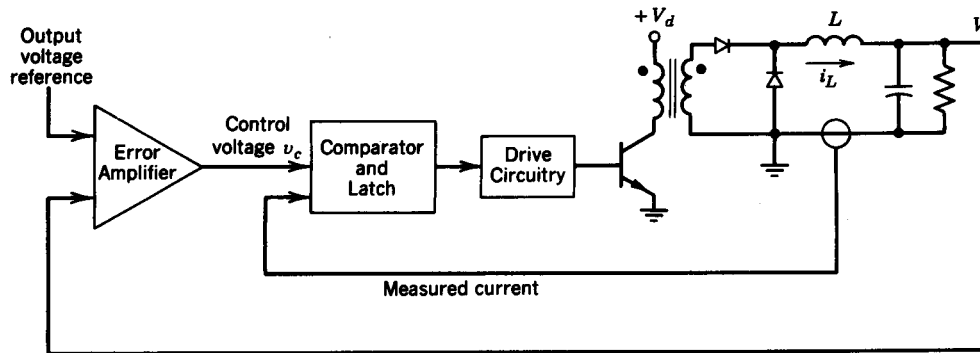 Output
voltage
reference
Error
Amplifier
Control
voltage v_c
Comparator
and
Latch
Drive
Circuitry
+ V_d
L
i_L
Measured current